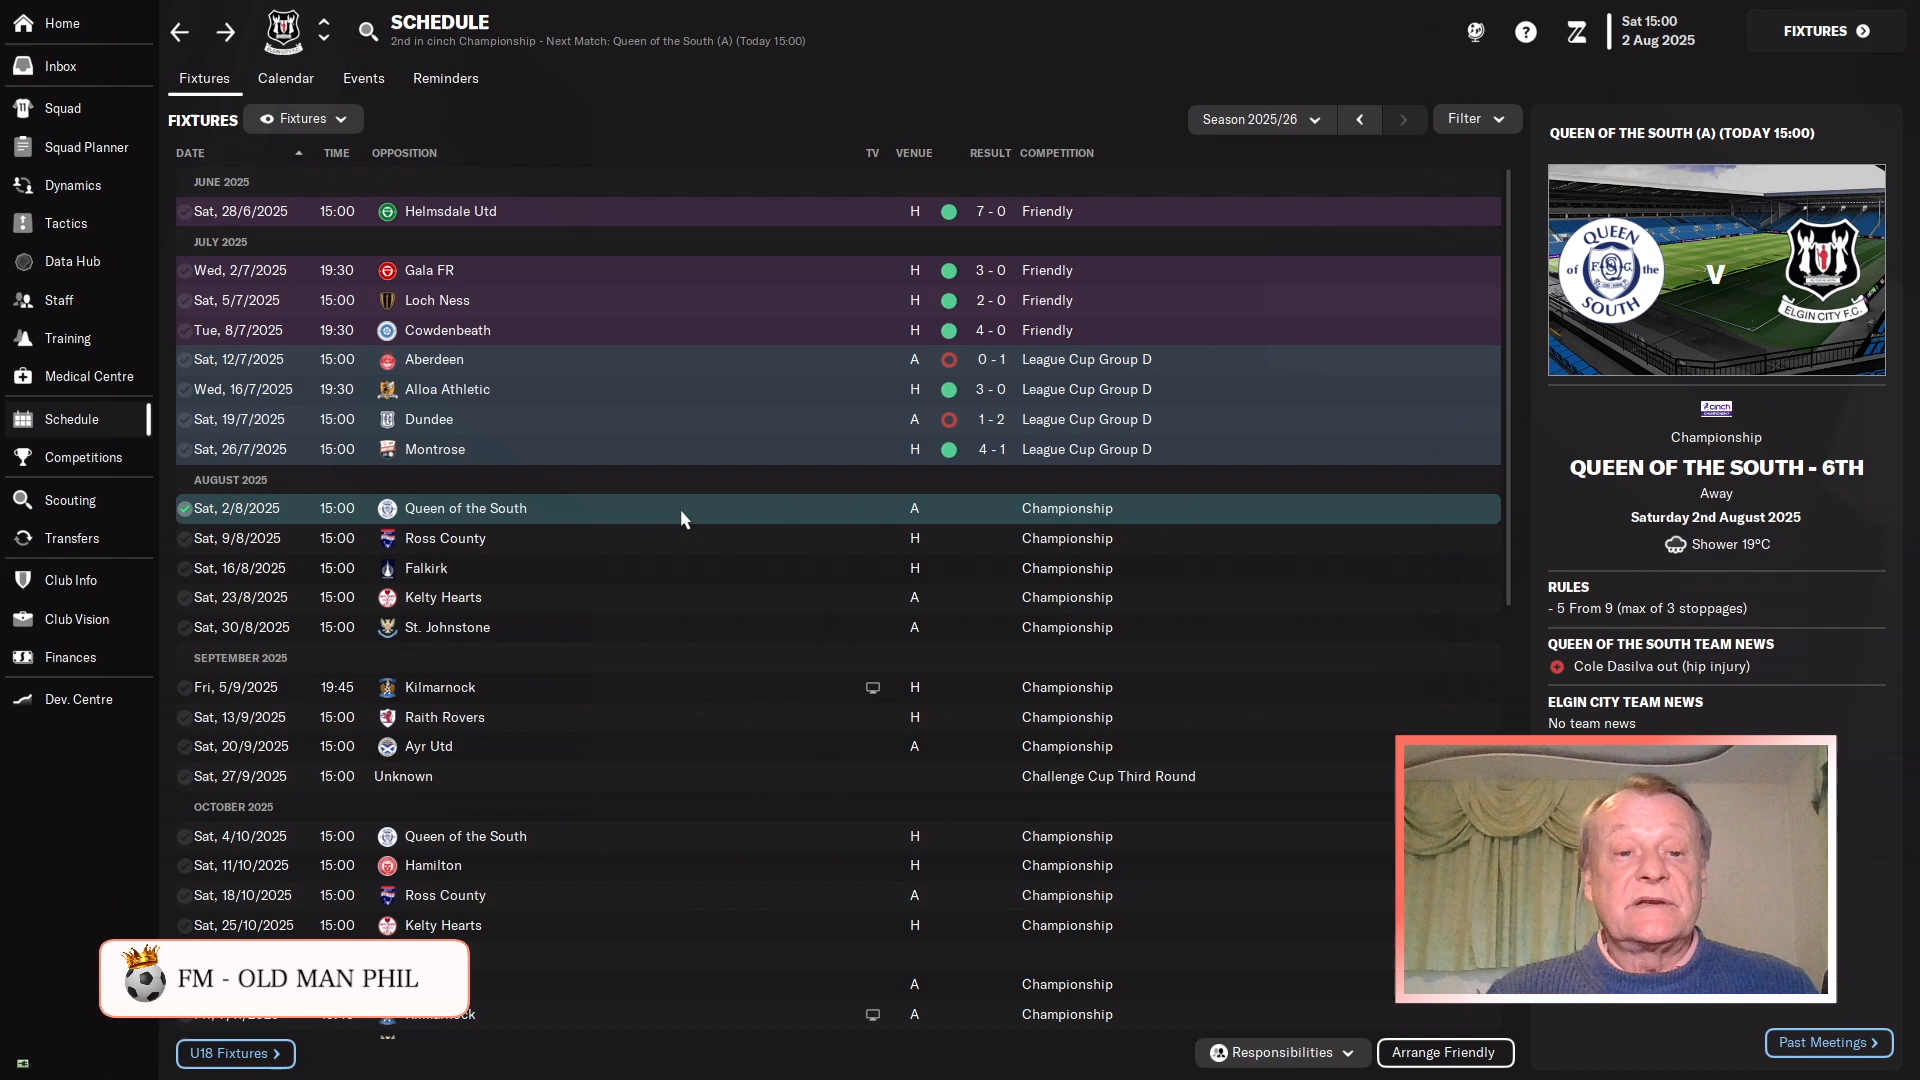 Home
Inbox
Squad
Squad Planner
Dynamics
Tactics
Data Hub
Staff
Training
Medical Centre
Schedule
Competitions
Scouting
Transfers
Club Info
Club Vision
Finances
Dev. Centre
SCHEDULE
2nd in cinch Championship - Next Match: Queen of the South (A) (Today 15:00)
Sat 15:00
2 Aug 2025
FIXTURES
Fixtures Calendar Events Reminders
FIXTURES Fixtures Season 2025/26 Filter
DATE TIME OPPOSITION TV VENUE RESULT COMPETITION
JUNE 2025
Sat, 28/6/2025 15:00 Helmsdale Utd H 7 - 0 Friendly
JULY 2025
Wed, 2/7/2025 19:30 Gala FR H 3 - 0 Friendly
Sat, 5/7/2025 15:00 Loch Ness H 2 - 0 Friendly
Tue, 8/7/2025 19:30 Cowdenbeath H 4 - 0 Friendly
Sat, 12/7/2025 15:00 Aberdeen A 0 - 1 League Cup Group D
Wed, 16/7/2025 19:30 Alloa Athletic H 3 - 0 League Cup Group D
Sat, 19/7/2025 15:00 Dundee A 1 - 2 League Cup Group D
Sat, 26/7/2025 15:00 Montrose H 4 - 1 League Cup Group D
AUGUST 2025
Sat, 2/8/2025 15:00 Queen of the South A Championship
Sat, 9/8/2025 15:00 Ross County H Championship
Sat, 16/8/2025 15:00 Falkirk H Championship
Sat, 23/8/2025 15:00 Kelty Hearts A Championship
Sat, 30/8/2025 15:00 St. Johnstone A Championship
SEPTEMBER 2025
Fri, 5/9/2025 19:45 Kilmarnock H Championship
Sat, 13/9/2025 15:00 Raith Rovers H Championship
Sat, 20/9/2025 15:00 Ayr Utd A Championship
Sat, 27/9/2025 15:00 Unknown Challenge Cup Third Round
OCTOBER 2025
Sat, 4/10/2025 15:00 Queen of the South H Championship
Sat, 11/10/2025 15:00 Hamilton H Championship
Sat, 18/10/2025 15:00 Ross County A Championship
Sat, 25/10/2025 15:00 Kelty Hearts H Championship
A Championship
A Championship
FM - OLD MAN PHIL
U18 Fixtures
Responsibilities
Arrange Friendly
QUEEN OF THE SOUTH (A) (TODAY 15:00)
QUEEN
of the
SOUTH
V
ELGIN CITY F.C.
cinch
Championship
QUEEN OF THE SOUTH - 6TH
Away
Saturday 2nd August 2025
Shower 19°C
RULES
- 5 From 9 (max of 3 stoppages)
QUEEN OF THE SOUTH TEAM NEWS
Cole Dasilva out (hip injury)
ELGIN CITY TEAM NEWS
No team news
Past Meetings